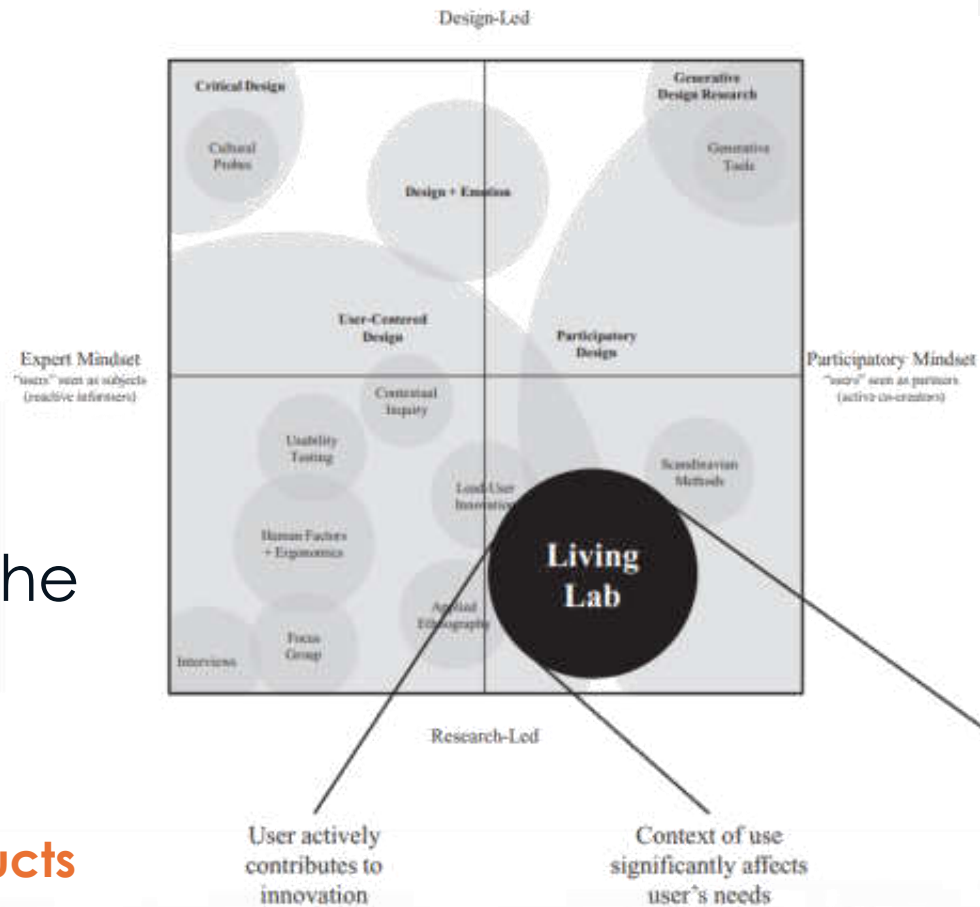 Design-Led
Critical Design
Cultural
Probes
Design + Emotion
Generative
Design Research
Generative
Tools
User-Centered
Design
Participatory
Design
Expert Mindset
"users" seen as subjects
(reactive informers)
Participatory Mindset
"users" seen as partners
(active co-creators)
Contextual
Inquiry
Usability
Testing
Lead-User
Innovation
Scandinavian
Methods
Human Factors
+ Ergonomics
Living
Lab
he
Applied
Ethnography
Focus
Group
Interviews
Research-Led
User actively
contributes to
innovation
Context of use
significantly affects
user's needs
ucts